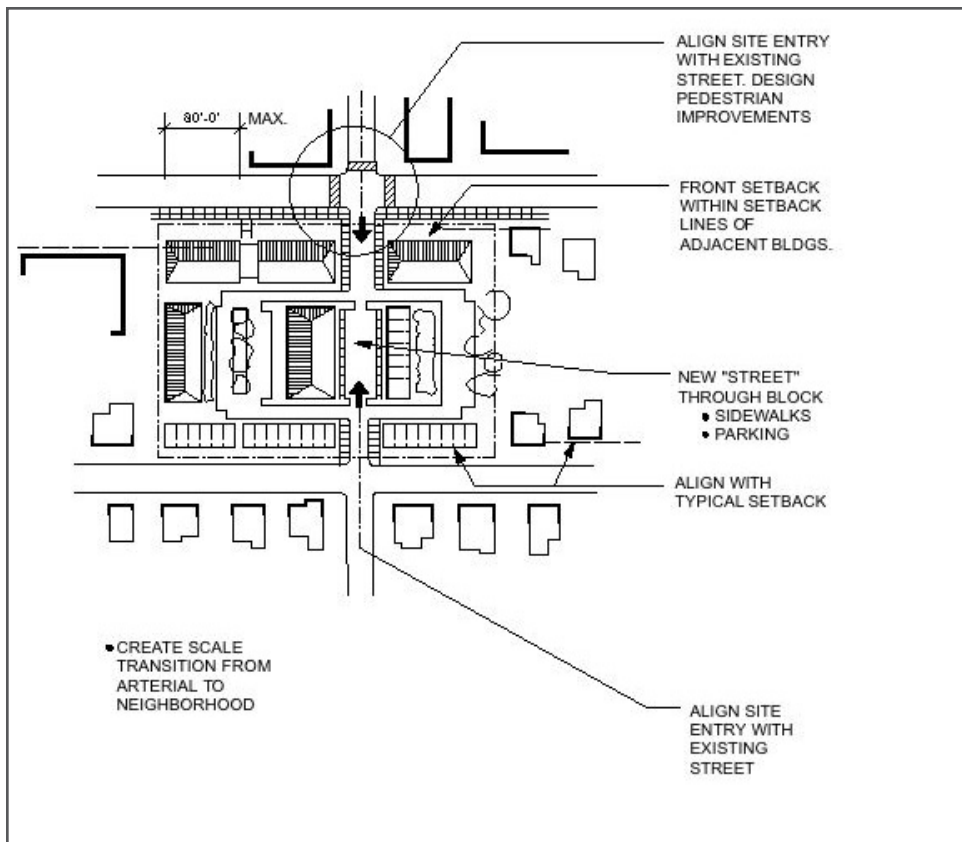 ALIGN SITE ENTRY
WITH EXISTING
STREET. DESIGN
PEDESTRIAN
IMPROVEMENTS
80'-0' MAX.
FRONT SETBACK
WITHIN SETBACK
LINES OF
ADJACENT BLDGS.
NEW "STREET"
THROUGH BLOCK
• SIDEWALKS
• PARKING
ALIGN WITH
TYPICAL SETBACK
• CREATE SCALE
TRANSITION FROM
ARTERIAL TO
NEIGHBORHOOD
ALIGN SITE
ENTRY WITH
EXISTING
STREET